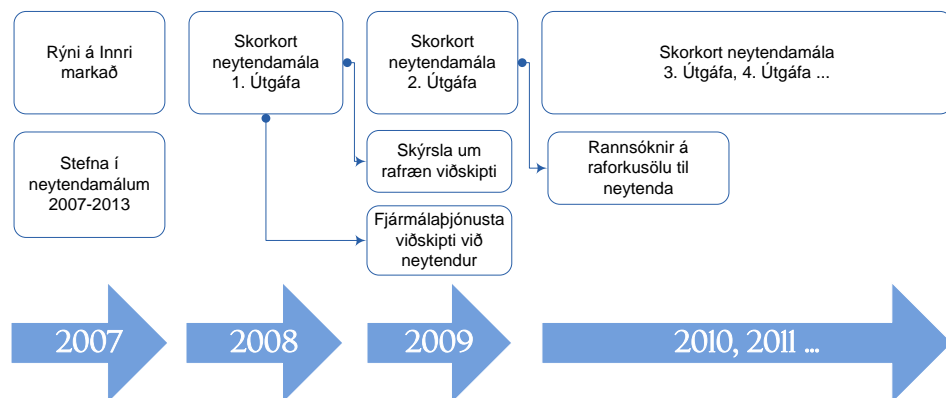 Rýni á Innri
markað
Skorkort
neytendamála
1. Útgáfa
Skorkort
neytendamála
2. Útgáfa
Skorkort neytendamála
3. Útgáfa, 4. Útgáfa ...
Stefna í
neytendamálum
2007-2013
Skýrsla um
rafræn viðskipti
Rannsóknir á
raforkusölu til
neytenda
Fjármálaþjónusta
viðskipti við
neytendur
2007
2008
2009
2010, 2011 ...